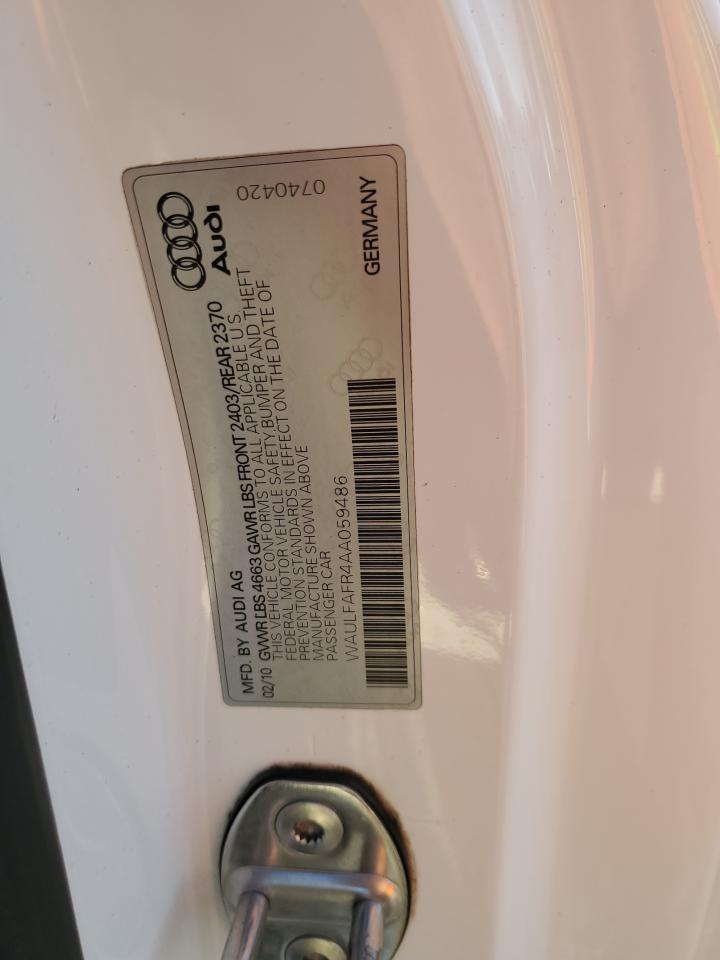 Audi
0740420
MFD. BY AUDI AG
02/10 GVWR LBS 4663 GAWR LBS FRONT 2403/REAR 2370
THIS VEHICLE CONFORMS TO ALL APPLICABLE U.S.
FEDERAL MOTOR VEHICLE SAFETY, BUMPER AND THEFT
PREVENTION STANDARDS IN EFFECT ON THE DATE OF
MANUFACTURE SHOWN ABOVE
PASSENGER CAR
WAULFAFR4AA059486
GERMANY